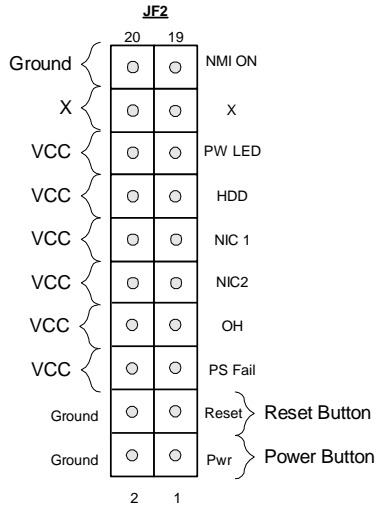 JF2
20 19
Ground NMI ON
X X
VCC PW LED
VCC HDD
VCC NIC 1
VCC NIC2
VCC OH
VCC PS Fail
Ground Reset Reset Button
Ground Pwr Power Button
2 1